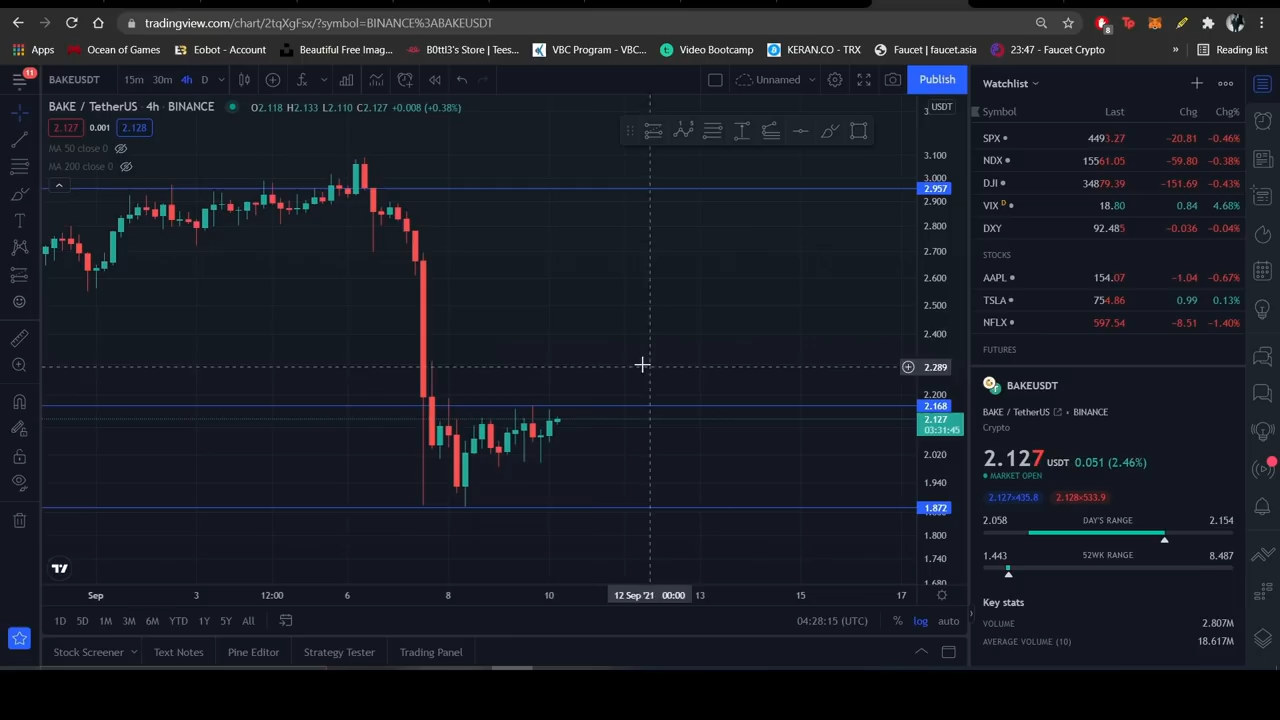 tradingview.com/chart/2tqXgFsx/?symbol=BINANCE%3ABAKEUSDT
8
Apps
Ocean of Games
Eobot - Account
Beautiful Free Imag...
B0ttl3's Store | Tees...
VBC Program - VBC...
Video Bootcamp
KERAN.CO - TRX
Faucet | faucet.asia
23:47 - Faucet Crypto
»
Reading list
11
BAKEUSDT
15m 30m 4h D
Unnamed
Publish
Watchlist
BAKE / TetherUS · 4h · BINANCE
O2.118 H2.133 L2.110 C2.127 +0.008 (+0.38%)
USDT
2.127 0.001 2.128
MA 50 close 0
MA 200 close 0
3.100
3.000
2.957
2.900
2.800
2.700
2.600
2.500
2.400
2.289
2.200
2.168
2.127
03:31:45
2.020
1.940
1.872
1.800
1.740
1.680
Sep 3 12:00 6 8 10 12 Sep '21 00:00 13 15 17
1D 5D 1M 3M 6M YTD 1Y 5Y All
04:28:15 (UTC) % log auto
Stock Screener Text Notes Pine Editor Strategy Tester Trading Panel
Symbol Last Chg Chg%
SPX 4493.27 −20.81 −0.46%
NDX 15561.05 −59.80 −0.38%
DJI 34879.39 −151.69 −0.43%
VIX D 18.80 0.84 4.68%
DXY 92.485 −0.036 −0.04%
STOCKS
AAPL 154.07 −1.04 −0.67%
TSLA 754.86 0.99 0.13%
NFLX 597.54 −8.51 −1.40%
FUTURES
BAKEUSDT
BAKE / TetherUS • BINANCE
Crypto
2.127 USDT 0.051 (2.46%)
MARKET OPEN
2.127×435.8 2.128×533.9
2.058 DAY'S RANGE 2.154
1.443 52WK RANGE 8.487
Key stats
VOLUME 2.807M
AVERAGE VOLUME (10) 18.617M